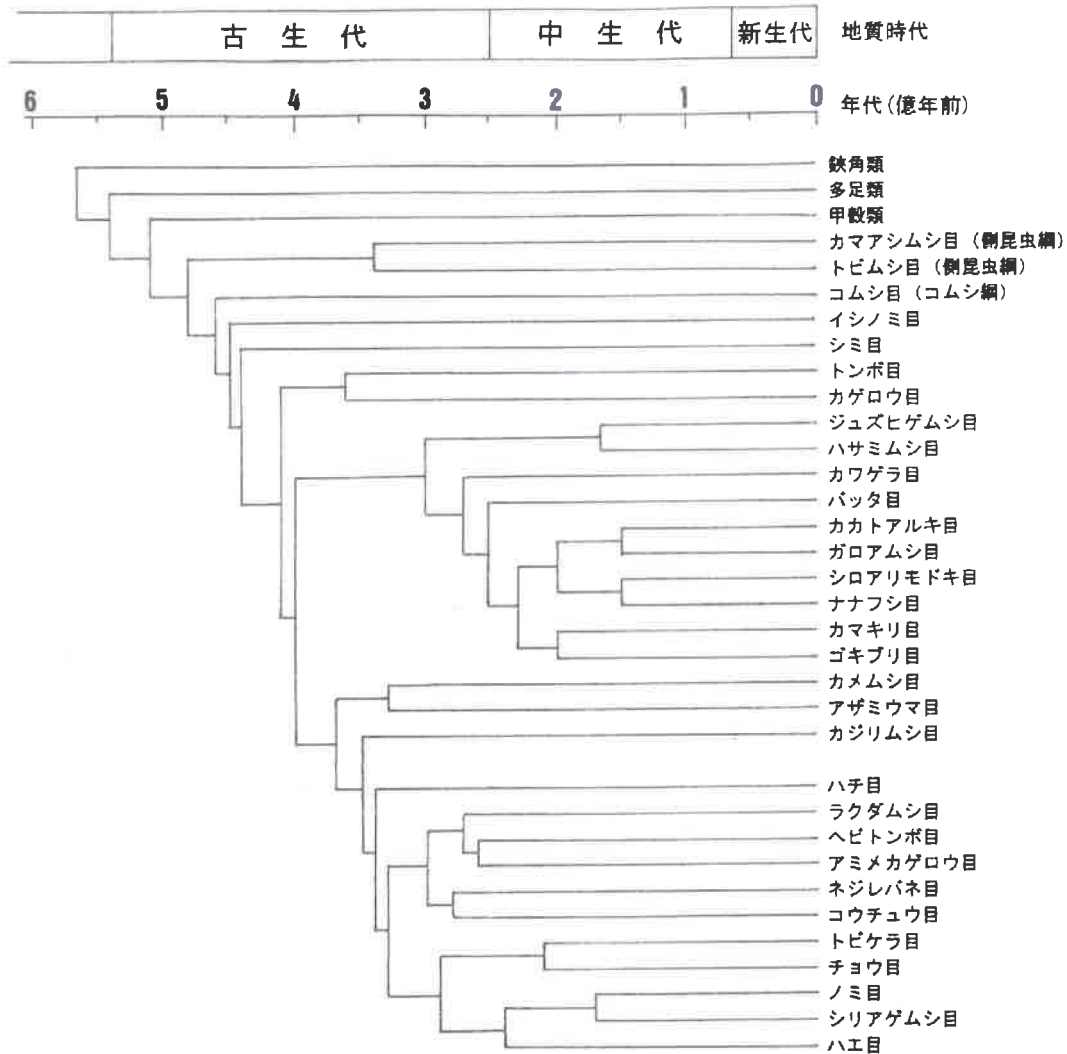 古生代 中生代 新生代 地質時代
6 5 4 3 2 1 0 年代(億年前)
鋏角類
多足類
甲殻類
カマアシムシ目(側昆虫綱)
トビムシ目(側昆虫綱)
コムシ目(コムシ綱)
イシノミ目
シミ目
トンボ目
カゲロウ目
ジュズヒゲムシ目
ハサミムシ目
カワゲラ目
バッタ目
カカトアルキ目
ガロアムシ目
シロアリモドキ目
ナナフシ目
カマキリ目
ゴキブリ目
カメムシ目
アザミウマ目
カジリムシ目
ハチ目
ラクダムシ目
ヘビトンボ目
アミメカゲロウ目
ネジレバネ目
コウチュウ目
トビケラ目
チョウ目
ノミ目
シリアゲムシ目
ハエ目